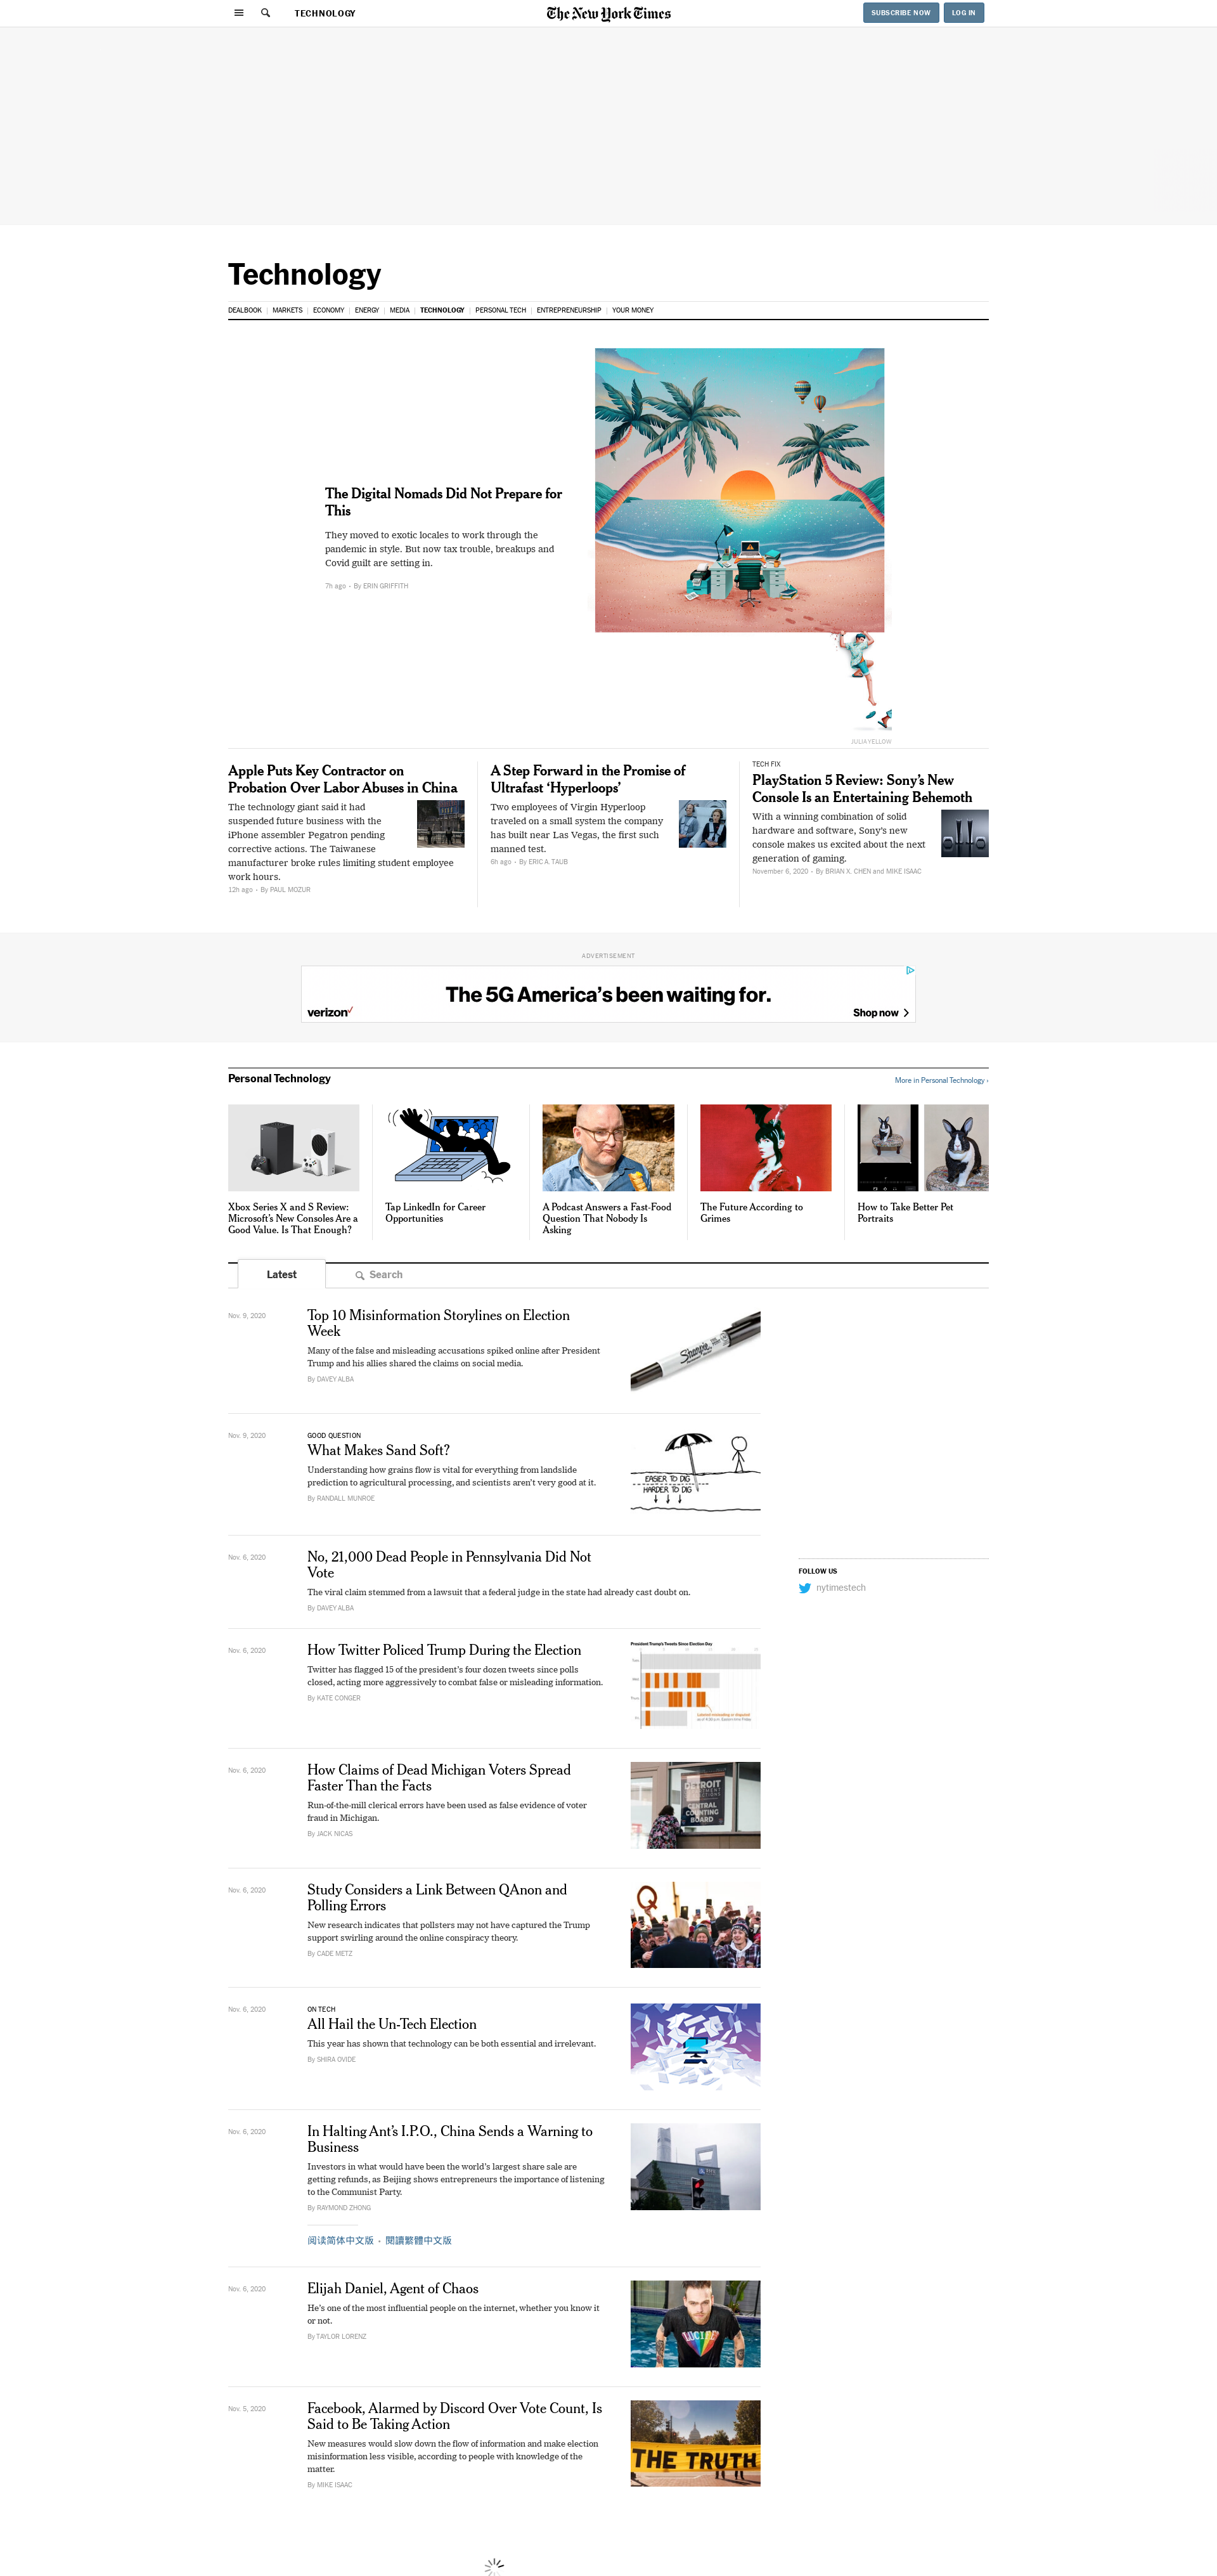 TECHNOLOGY
The New York Times
SUBSCRIBE NOW
LOG IN
Technology
DEALBOOK | MARKETS | ECONOMY | ENERGY | MEDIA | TECHNOLOGY | PERSONAL TECH | ENTREPRENEURSHIP | YOUR MONEY
The Digital Nomads Did Not Prepare for
This
They moved to exotic locales to work through the
pandemic in style. But now tax trouble, breakups and
Covid guilt are setting in.
7h ago • By ERIN GRIFFITH
JULIA YELLOW
Apple Puts Key Contractor on
Probation Over Labor Abuses in China
The technology giant said it had
suspended future business with the
iPhone assembler Pegatron pending
corrective actions. The Taiwanese
manufacturer broke rules limiting student employee
work hours.
12h ago • By PAUL MOZUR
A Step Forward in the Promise of
Ultrafast ‘Hyperloops’
Two employees of Virgin Hyperloop
traveled on a small system the company
has built near Las Vegas, the first such
manned test.
6h ago • By ERIC A. TAUB
TECH FIX
PlayStation 5 Review: Sony’s New
Console Is an Entertaining Behemoth
With a winning combination of solid
hardware and software, Sony’s new
console makes us excited about the next
generation of gaming.
November 6, 2020 • By BRIAN X. CHEN and MIKE ISAAC
ADVERTISEMENT
The 5G America’s been waiting for.
verizon✓
Shop now
Personal Technology
More in Personal Technology ›
Xbox Series X and S Review:
Microsoft’s New Consoles Are a
Good Value. Is That Enough?
Tap LinkedIn for Career
Opportunities
A Podcast Answers a Fast-Food
Question That Nobody Is
Asking
The Future According to
Grimes
How to Take Better Pet
Portraits
Latest
Search
Nov. 9, 2020
Top 10 Misinformation Storylines on Election
Week
Many of the false and misleading accusations spiked online after President
Trump and his allies shared the claims on social media.
By DAVEY ALBA
Sharpie
Nov. 9, 2020
GOOD QUESTION
What Makes Sand Soft?
Understanding how grains flow is vital for everything from landslide
prediction to agricultural processing, and scientists aren’t very good at it.
By RANDALL MUNROE
EASIER TO DIG
HARDER TO DIG
Nov. 6, 2020
No, 21,000 Dead People in Pennsylvania Did Not
Vote
The viral claim stemmed from a lawsuit that a federal judge in the state had already cast doubt on.
By DAVEY ALBA
FOLLOW US
nytimestech
Nov. 6, 2020
How Twitter Policed Trump During the Election
Twitter has flagged 15 of the president’s four dozen tweets since polls
closed, acting more aggressively to combat false or misleading information.
By KATE CONGER
President Trump's Tweets Since Election Day
Nov. 6, 2020
How Claims of Dead Michigan Voters Spread
Faster Than the Facts
Run-of-the-mill clerical errors have been used as false evidence of voter
fraud in Michigan.
By JACK NICAS
DETROIT
CENTRAL
COUNTING
BOARD
Nov. 6, 2020
Study Considers a Link Between QAnon and
Polling Errors
New research indicates that pollsters may not have captured the Trump
support swirling around the online conspiracy theory.
By CADE METZ
Q
Nov. 6, 2020
ON TECH
All Hail the Un-Tech Election
This year has shown that technology can be both essential and irrelevant.
By SHIRA OVIDE
Nov. 6, 2020
In Halting Ant’s I.P.O., China Sends a Warning to
Business
Investors in what would have been the world’s largest share sale are
getting refunds, as Beijing shows entrepreneurs the importance of listening
to the Communist Party.
By RAYMOND ZHONG
阅读简体中文版 • 閱讀繁體中文版
Nov. 6, 2020
Elijah Daniel, Agent of Chaos
He’s one of the most influential people on the internet, whether you know it
or not.
By TAYLOR LORENZ
LUCIFER
Nov. 5, 2020
Facebook, Alarmed by Discord Over Vote Count, Is
Said to Be Taking Action
New measures would slow down the flow of information and make election
misinformation less visible, according to people with knowledge of the
matter.
By MIKE ISAAC
THE TRUTH